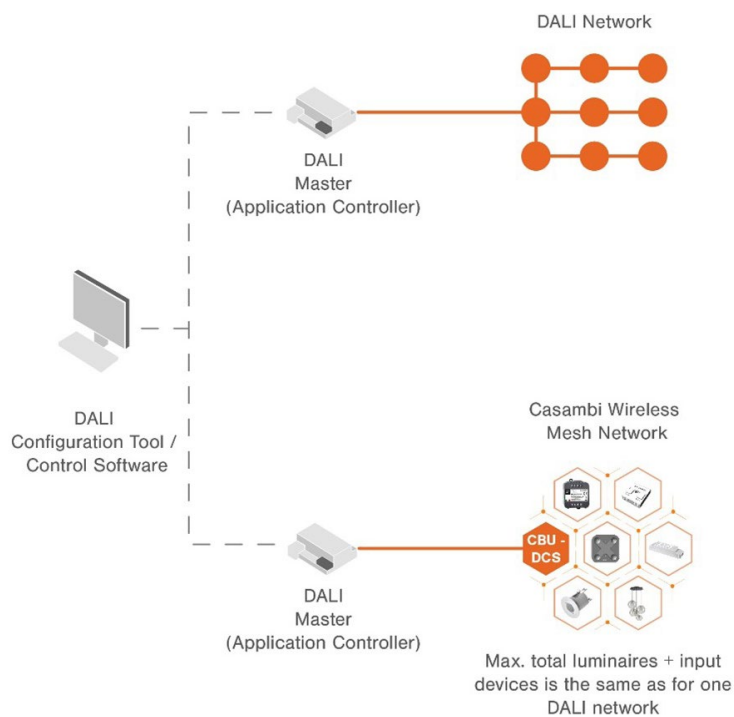 DALI Network
DALI
Master
(Application Controller)
DALI
Configuration Tool /
Control Software
Casambi Wireless
Mesh Network
CBU -
DCS
DALI
Master
(Application Controller)
Max. total luminaires + input
devices is the same as for one
DALI network